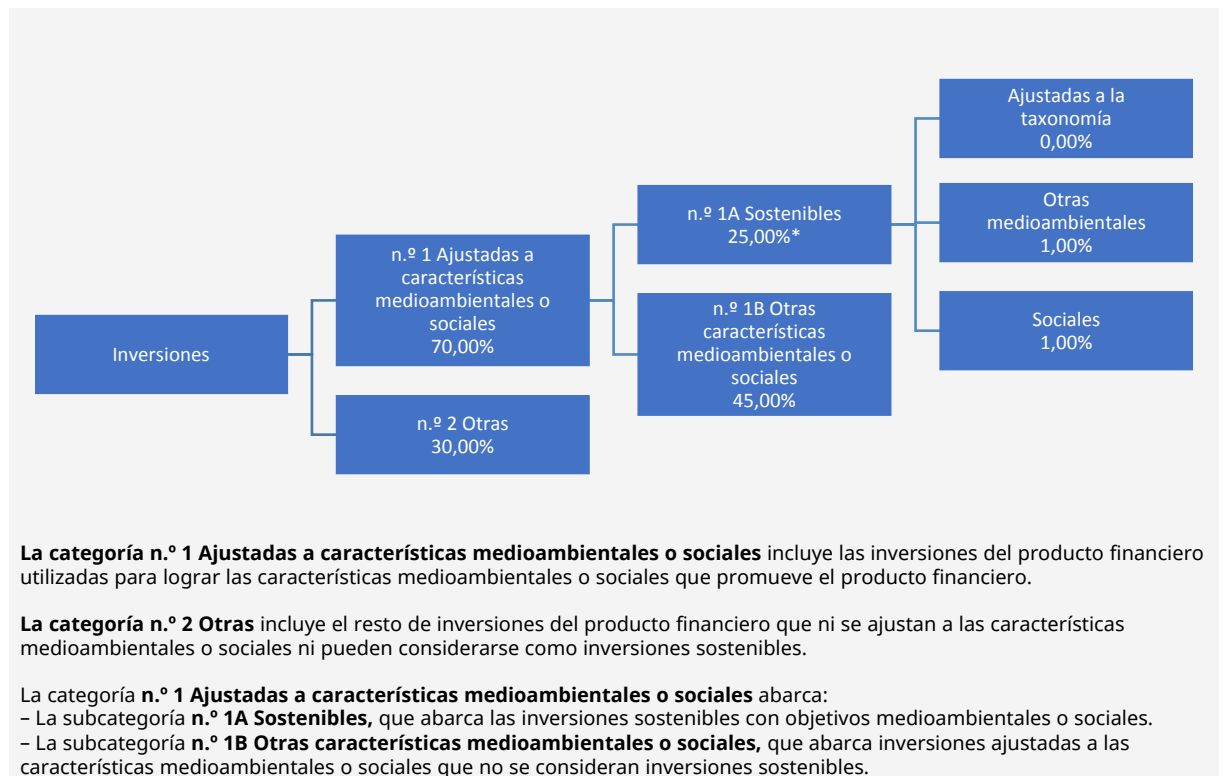 Inversiones
n.º 1 Ajustadas a
características
medioambientales o
sociales
70,00%
n.º 2 Otras
30,00%
n.º 1A Sostenibles
25,00%*
n.º 1B Otras
características
medioambientales o
sociales
45,00%
Ajustadas a la
taxonomía
0,00%
Otras
medioambientales
1,00%
Sociales
1,00%
La categoría n.º 1 Ajustadas a características medioambientales o sociales incluye las inversiones del producto financiero
utilizadas para lograr las características medioambientales o sociales que promueve el producto financiero.
La categoría n.º 2 Otras incluye el resto de inversiones del producto financiero que ni se ajustan a las características
medioambientales o sociales ni pueden considerarse como inversiones sostenibles.
La categoría n.º 1 Ajustadas a características medioambientales o sociales abarca:
– La subcategoría n.º 1A Sostenibles, que abarca las inversiones sostenibles con objetivos medioambientales o sociales.
– La subcategoría n.º 1B Otras características medioambientales o sociales, que abarca inversiones ajustadas a las
características medioambientales o sociales que no se consideran inversiones sostenibles.